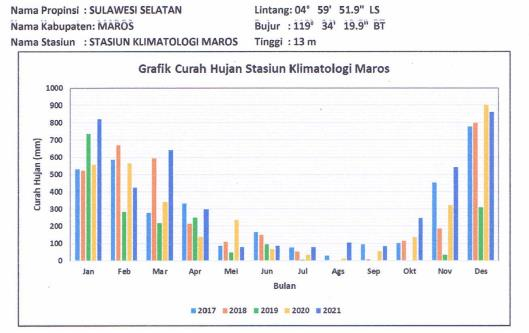 Nama Propinsi : SULAWESI SELATAN Lintang: 04° 59' 51.9" LS
Nama Kabupaten: MAROS Bujur : 119° 34' 19.9" BT
Nama Stasiun : STASIUN KLIMATOLOGI MAROS Tinggi : 13 m
Grafik Curah Hujan Stasiun Klimatologi Maros
Curah Hujan (mm)
1000
900
800
700
600
500
400
300
200
100
0
Jan Feb Mar Apr Mei Jun Jul Ags Sep Okt Nov Des
Bulan
2017 2018 2019 2020 2021